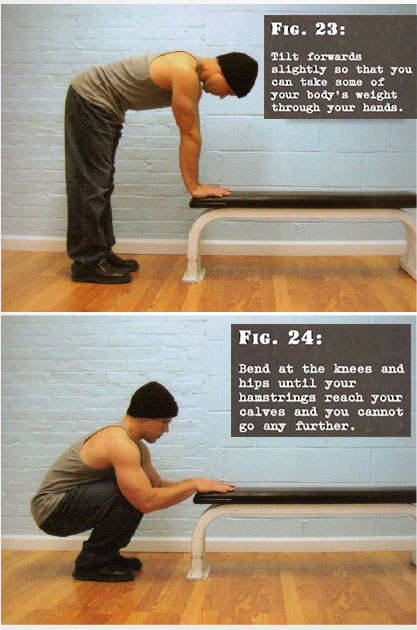 Fig. 23:
Tilt forwards
slightly so that you
can take some of
your body's weight
through your hands.
Fig. 24:
Bend at the knees and
hips until your
hamstrings reach your
calves and you cannot
go any further.